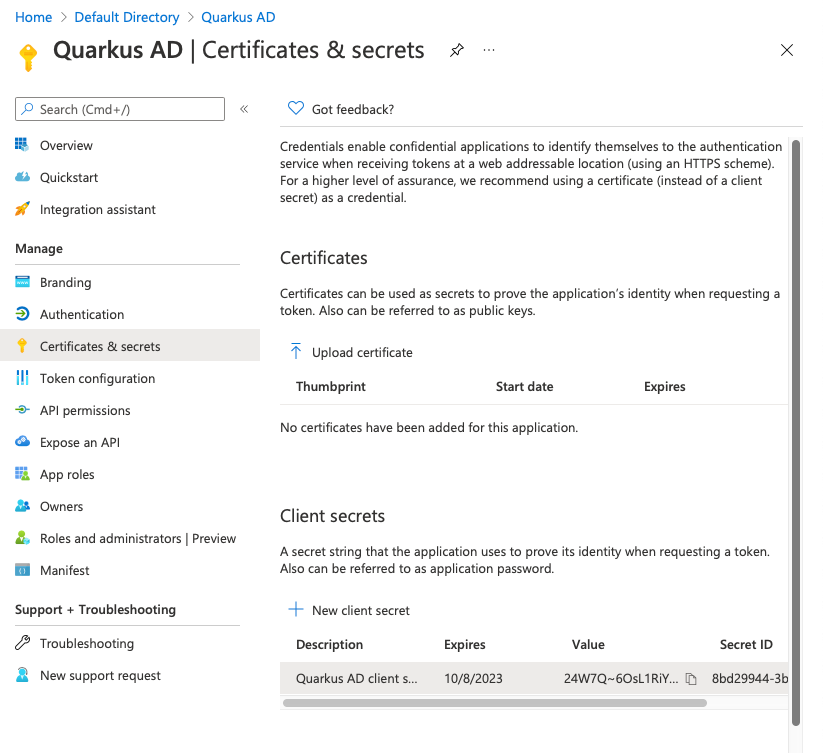 Home > Default Directory > Quarkus AD
Quarkus AD | Certificates & secrets
Search (Cmd+/)
Overview
Quickstart
Integration assistant
Manage
Branding
Authentication
Certificates & secrets
Token configuration
API permissions
Expose an API
App roles
Owners
Roles and administrators | Preview
Manifest
Support + Troubleshooting
Troubleshooting
New support request
Got feedback?
Credentials enable confidential applications to identify themselves to the authentication
service when receiving tokens at a web addressable location (using an HTTPS scheme).
For a higher level of assurance, we recommend using a certificate (instead of a client
secret) as a credential.
Certificates
Certificates can be used as secrets to prove the application's identity when requesting a
token. Also can be referred to as public keys.
Upload certificate
Thumbprint Start date Expires
No certificates have been added for this application.
Client secrets
A secret string that the application uses to prove its identity when requesting a token.
Also can be referred to as application password.
New client secret
Description Expires Value Secret ID
Quarkus AD client s... 10/8/2023 24W7Q~6OsL1RiY... 8bd29944-3b